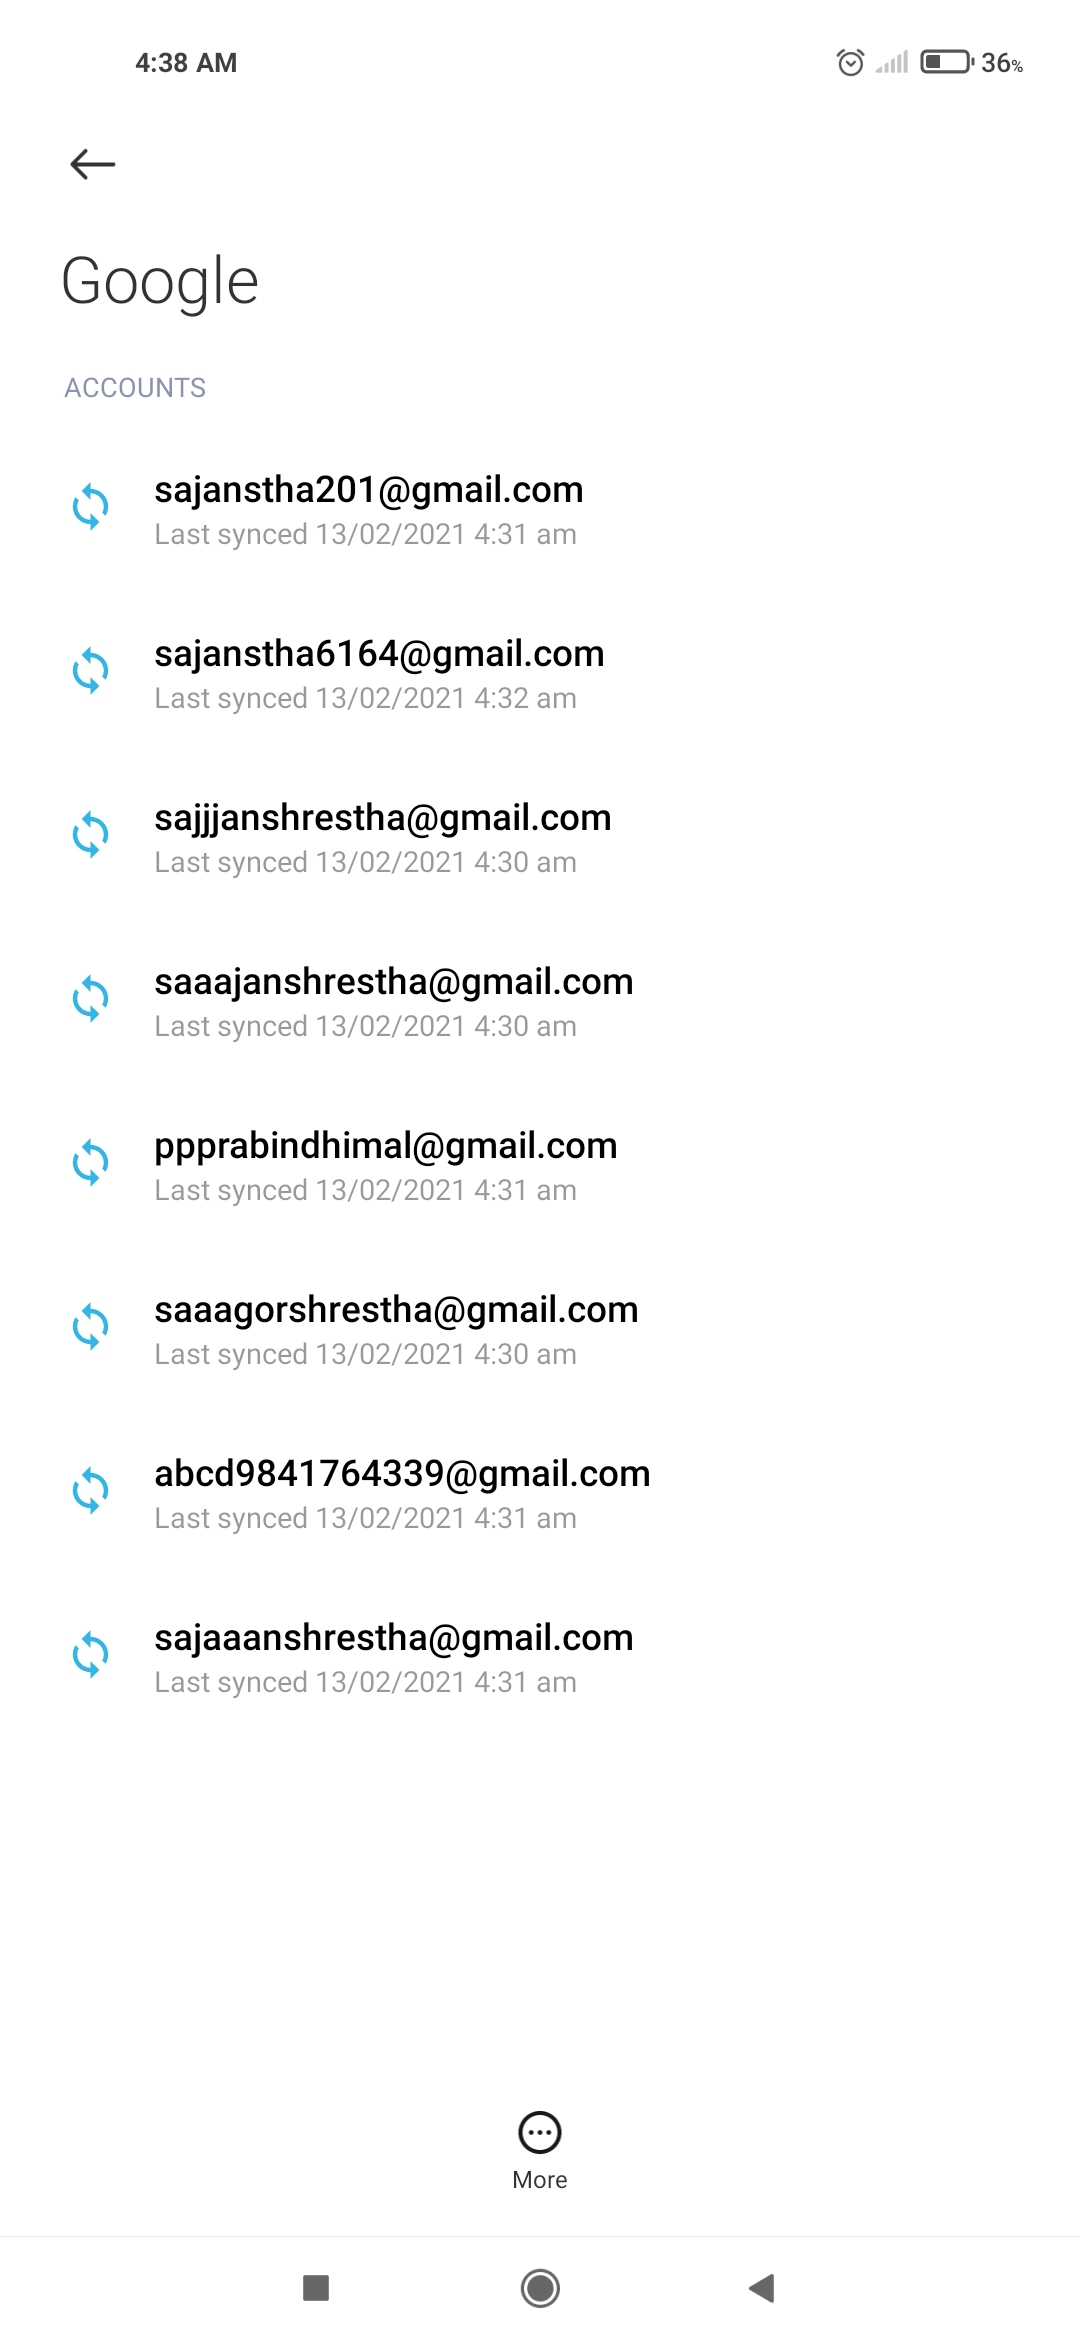 4:38 AM
36%
Google
ACCOUNTS
sajanstha201@gmail.com
Last synced 13/02/2021 4:31 am
sajanstha6164@gmail.com
Last synced 13/02/2021 4:32 am
sajjjanshrestha@gmail.com
Last synced 13/02/2021 4:30 am
saaajanshrestha@gmail.com
Last synced 13/02/2021 4:30 am
ppprabindhimal@gmail.com
Last synced 13/02/2021 4:31 am
saaagorshrestha@gmail.com
Last synced 13/02/2021 4:30 am
abcd9841764339@gmail.com
Last synced 13/02/2021 4:31 am
sajaaanshrestha@gmail.com
Last synced 13/02/2021 4:31 am
More